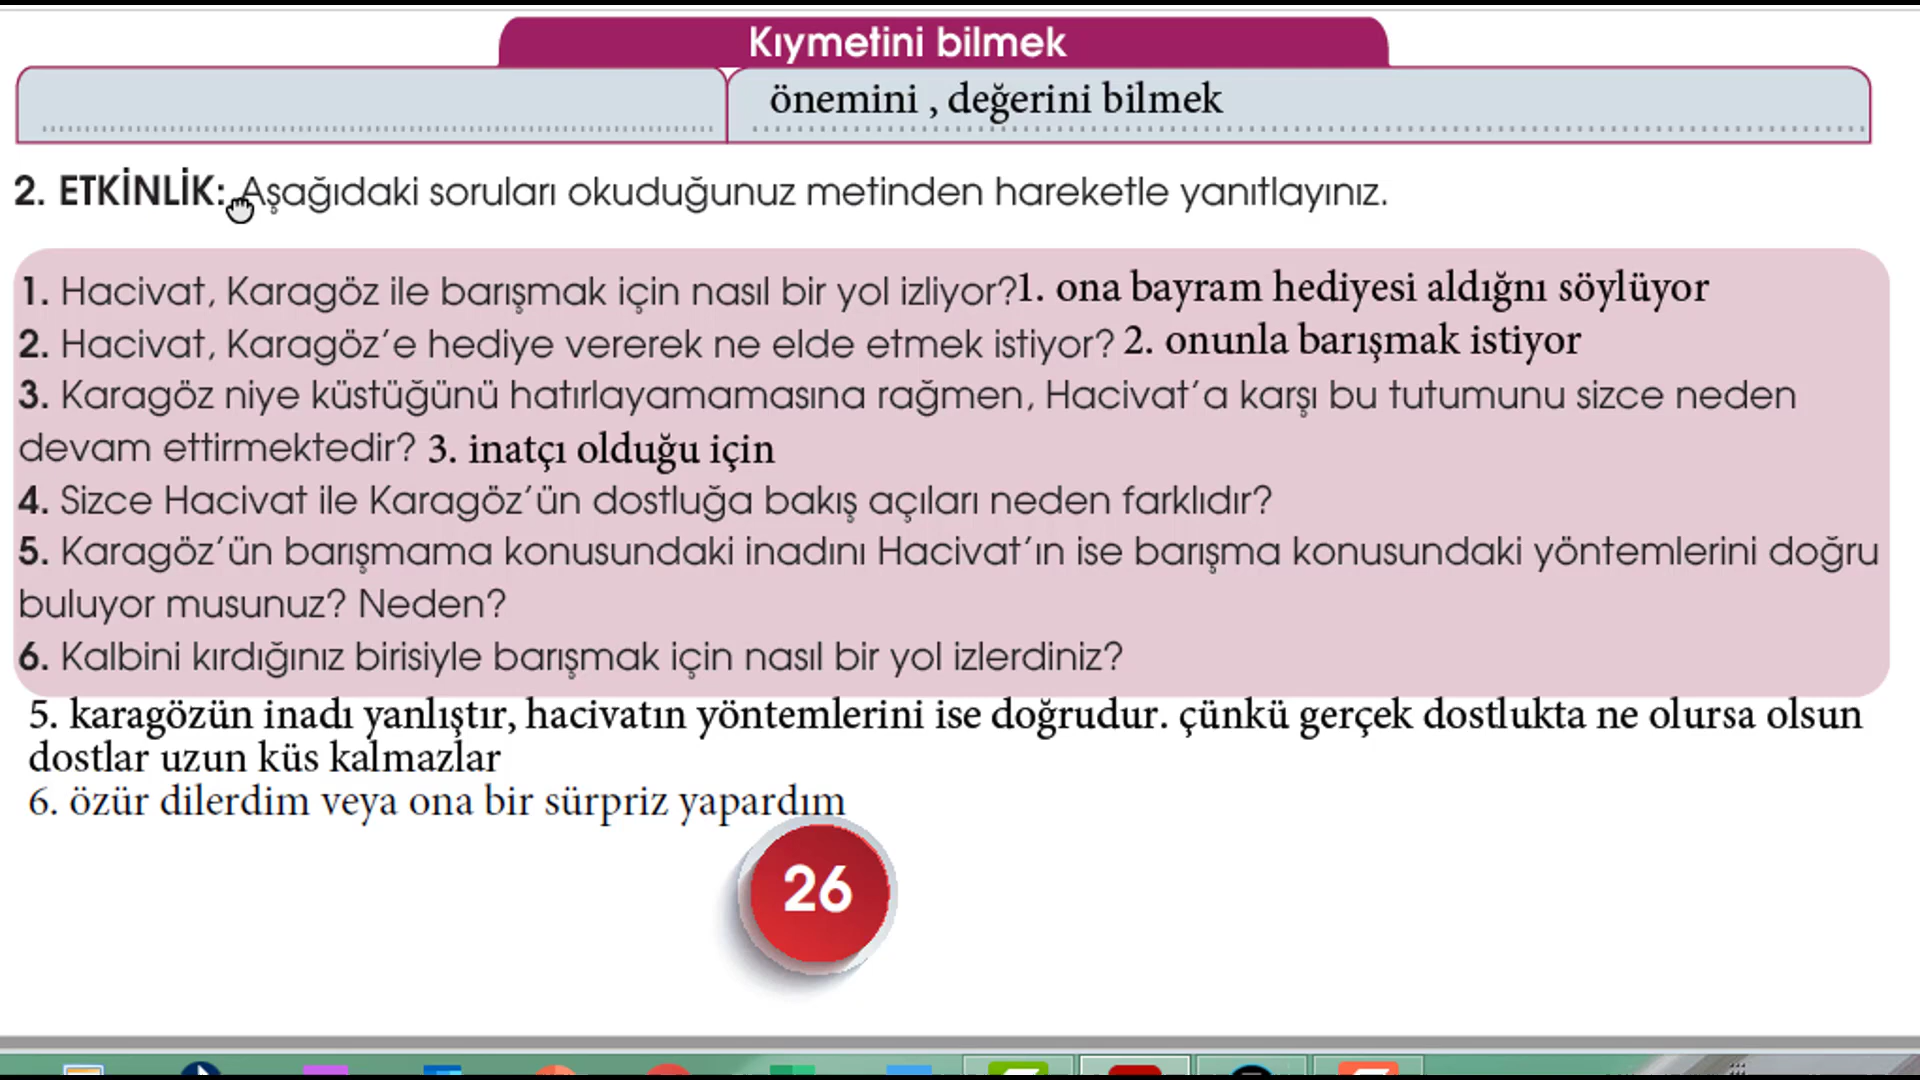 Kıymetini bilmek
önemini , değerini bilmek
2. ETKİNLİK: Aşağıdaki soruları okuduğunuz metinden hareketle yanıtlayınız.
1. Hacivat, Karagöz ile barışmak için nasıl bir yol izliyor?1. ona bayram hediyesi aldığnı söylüyor
2. Hacivat, Karagöz’e hediye vererek ne elde etmek istiyor? 2. onunla barışmak istiyor
3. Karagöz niye küstüğünü hatırlayamamasına rağmen, Hacivat’a karşı bu tutumunu sizce neden
devam ettirmektedir? 3. inatçı olduğu için
4. Sizce Hacivat ile Karagöz’ün dostluğa bakış açıları neden farklıdır?
5. Karagöz’ün barışmama konusundaki inadını Hacivat’ın ise barışma konusundaki yöntemlerini doğru
buluyor musunuz? Neden?
6. Kalbini kırdığınız birisiyle barışmak için nasıl bir yol izlerdiniz?
5. karagözün inadı yanlıştır, hacivatın yöntemlerini ise doğrudur. çünkü gerçek dostlukta ne olursa olsun
dostlar uzun küs kalmazlar
6. özür dilerdim veya ona bir sürpriz yapardım
26